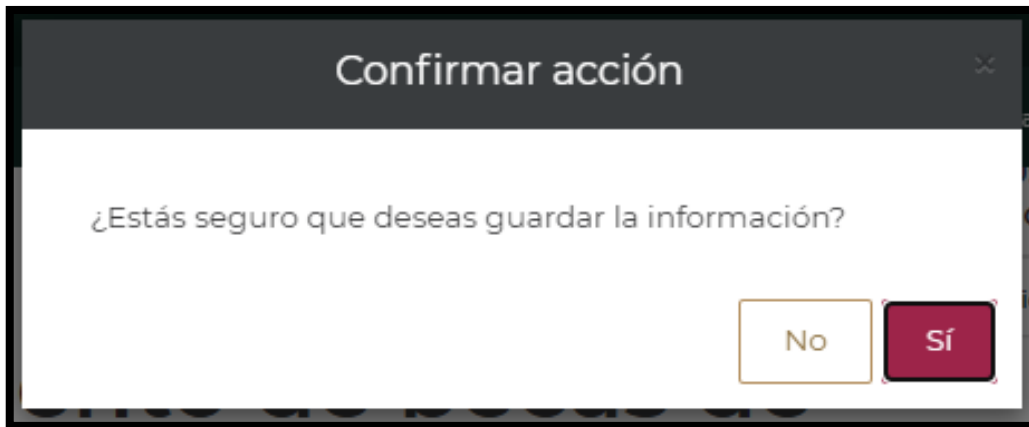 Confirmar acción
×
¿Estás seguro que deseas guardar la información?
No
Sí